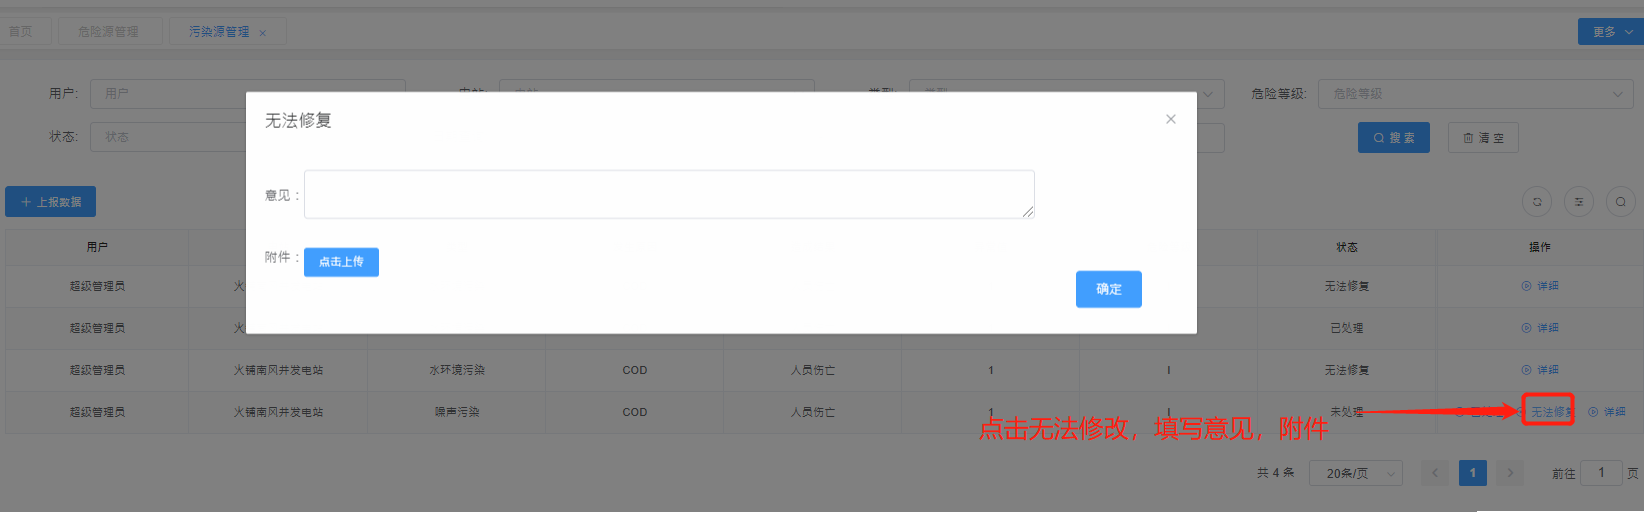 首页 危险源管理 污染源管理 × 更多
用户: 用户 危险等级: 危险等级
状态: 状态 搜 索 清 空
无法修复 ×
意见：
附件： 点击上传
确定
+ 上报数据
用户 状态 操作
超级管理员 火 无法修复 详细
超级管理员 火 已处理 详细
超级管理员 火铺南风井发电站 水环境污染 COD 人员伤亡 1 I 无法修复 详细
超级管理员 火铺南风井发电站 噪声污染 COD 人员伤亡 1 I 未处理 无法修复 详细
点击无法修改，填写意见，附件
共 4 条 20条/页 < 1 > 前往 1 页